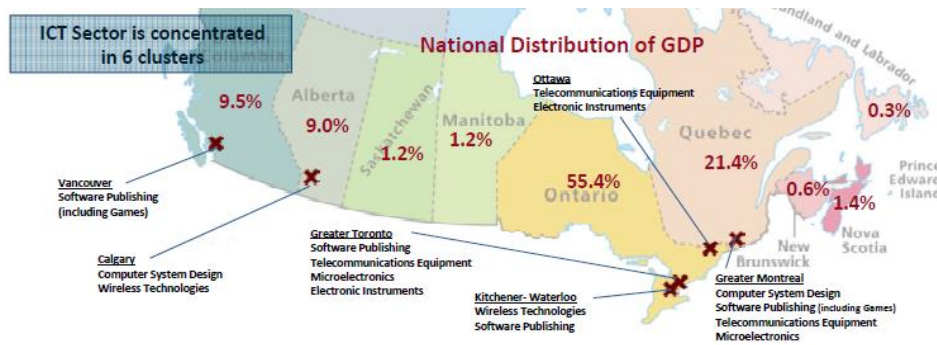 ICT Sector is concentrated
in 6 clusters
National Distribution of GDP
9.5%
Alberta
9.0%
Saskatchewan
1.2%
Manitoba
1.2%
Ontario
55.4%
Quebec
21.4%
and Labrador
0.3%
0.6%
1.4%
Prince
Edward
Island
Nova
Scotia
New
Brunswick
Vancouver
Software Publishing
(including Games)
Calgary
Computer System Design
Wireless Technologies
Greater Toronto
Software Publishing
Telecommunications Equipment
Microelectronics
Electronic Instruments
Kitchener- Waterloo
Wireless Technologies
Software Publishing
Ottawa
Telecommunications Equipment
Electronic Instruments
Greater Montreal
Computer System Design
Software Publishing (including Games)
Telecommunications Equipment
Microelectronics